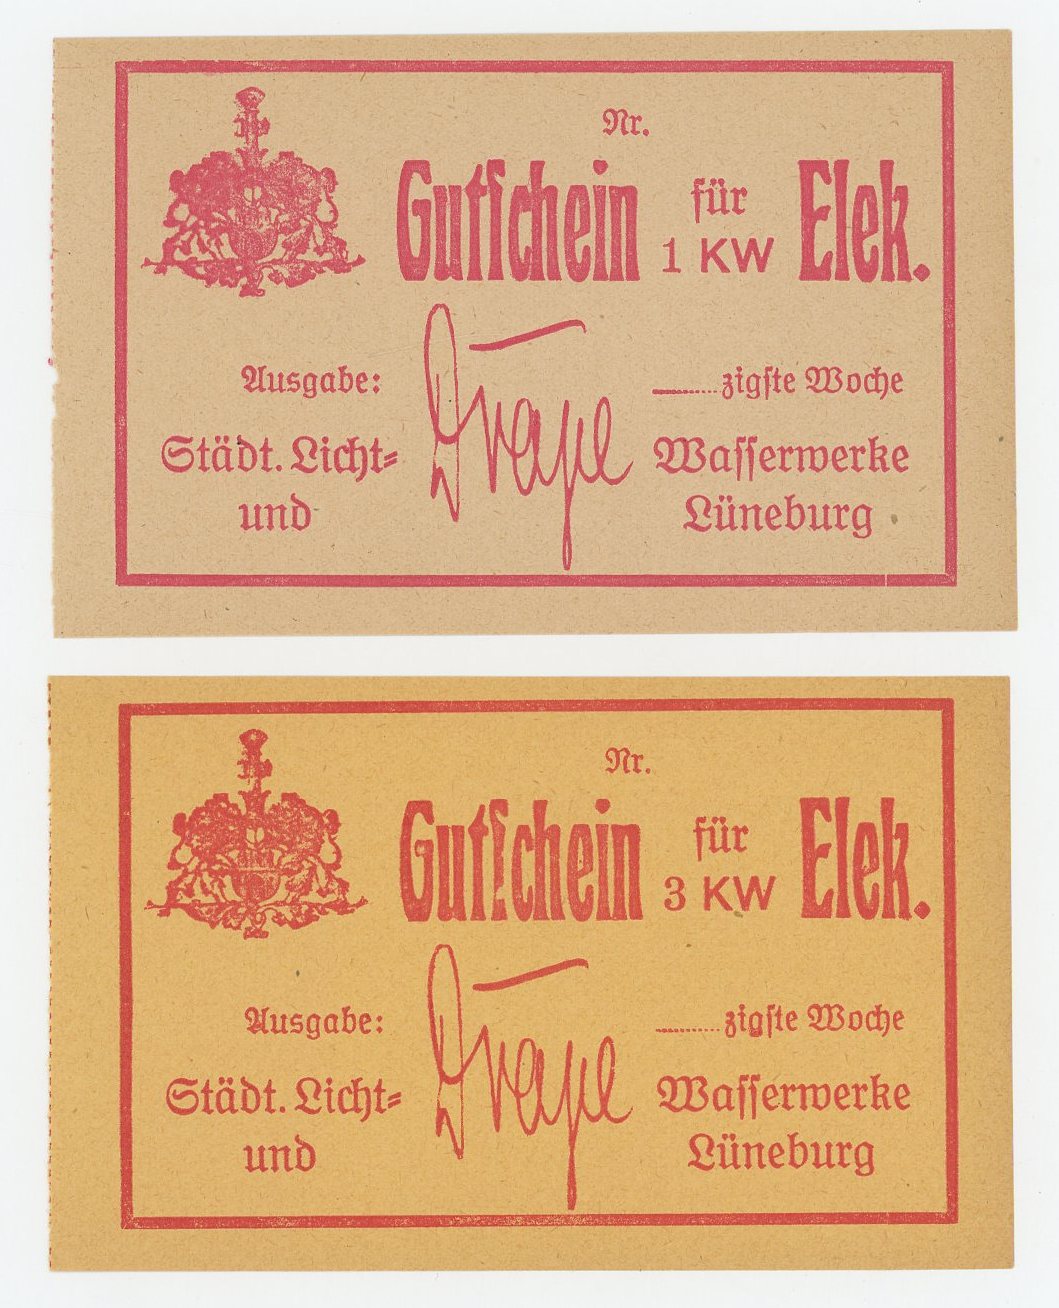 Nr.
Gutschein für 1 KW Elek.
Ausgabe: ........zigste Woche
Städt. Licht- Wasserwerke
und Lüneburg
Nr.
Gutschein für 3 KW Elek.
Ausgabe: ........zigste Woche
Städt. Licht- Wasserwerke
und Lüneburg